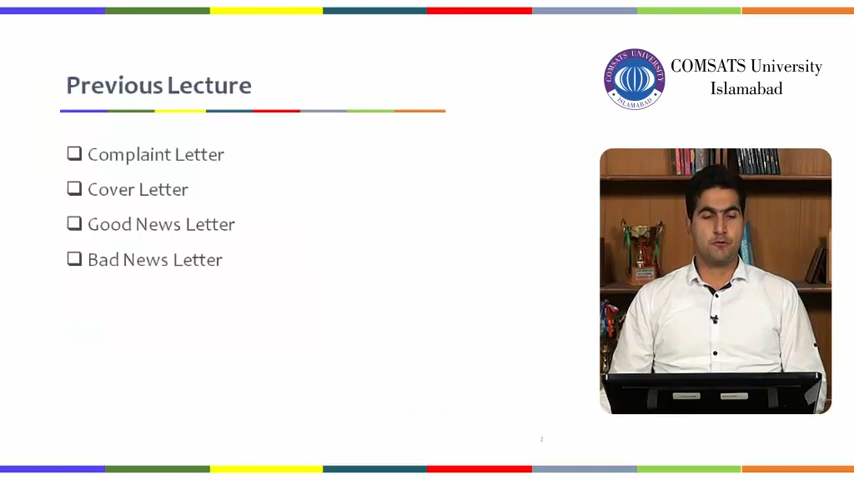 Previous Lecture
COMSATS University
Islamabad
COMSATS UNIVERSITY
ISLAMABAD
Complaint Letter
Cover Letter
Good News Letter
Bad News Letter
2